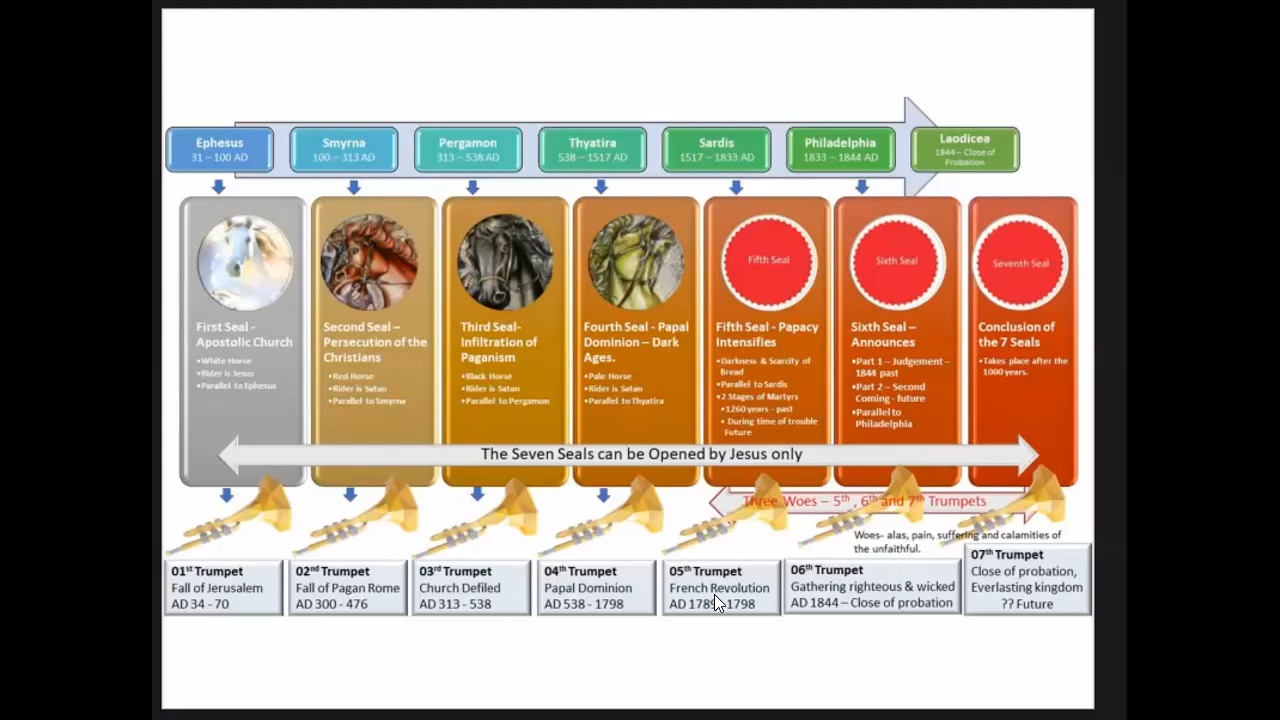 Ephesus
31 – 100 AD
Smyrna
100 – 313 AD
Pergamon
313 – 538 AD
Thyatira
538 – 1517 AD
Sardis
1517 – 1833 AD
Philadelphia
1833 – 1844 AD
Laodicea
1844 – Close of
Probation
First Seal -
Apostolic Church
•White Horse
•Rider is Jesus
•Parallel to Ephesus
Second Seal –
Persecution of the
Christians
•Red Horse
•Rider is Satan
•Parallel to Smyrna
Third Seal-
Infiltration of
Paganism
•Black Horse
•Rider is Satan
•Parallel to Pergamon
Fourth Seal - Papal
Dominion – Dark
Ages.
•Pale Horse
•Rider is Satan
•Parallel to Thyatira
Fifth Seal
Fifth Seal - Papacy
Intensifies
•Darkness & Scarcity of
Bread
•Parallel to Sardis
•2 Stages of Martyrs
•1260 years - past
• During time of trouble
Future
Sixth Seal
Sixth Seal –
Announces
•Part 1 – Judgement –
1844 past
•Part 2 – Second
Coming - future
•Parallel to
Philadelphia
Seventh Seal
Conclusion of
the 7 Seals
•Takes place after the
1000 years.
The Seven Seals can be Opened by Jesus only
Three Woes – 5th, 6th and 7th Trumpets
Woes- alas, pain, suffering and calamities of
the unfaithful.
01st Trumpet
Fall of Jerusalem
AD 34 - 70
02nd Trumpet
Fall of Pagan Rome
AD 300 - 476
03rd Trumpet
Church Defiled
AD 313 - 538
04th Trumpet
Papal Dominion
AD 538 - 1798
05th Trumpet
French Revolution
AD 1789 - 1798
06th Trumpet
Gathering righteous & wicked
AD 1844 – Close of probation
07th Trumpet
Close of probation,
Everlasting kingdom
?? Future